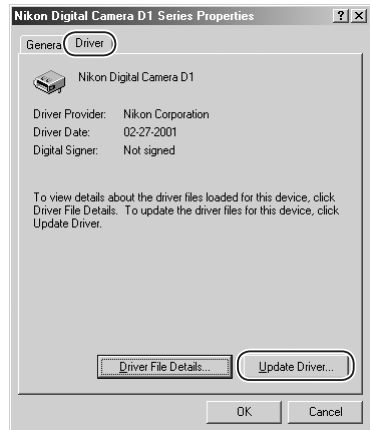 Nikon Digital Camera D1 Series Properties ? ×
General Driver
Nikon Digital Camera D1
Driver Provider: Nikon Corporation
Driver Date: 02-27-2001
Digital Signer: Not signed
To view details about the driver files loaded for this device, click
Driver File Details. To update the driver files for this device, click
Update Driver.
Driver File Details... Update Driver...
OK Cancel